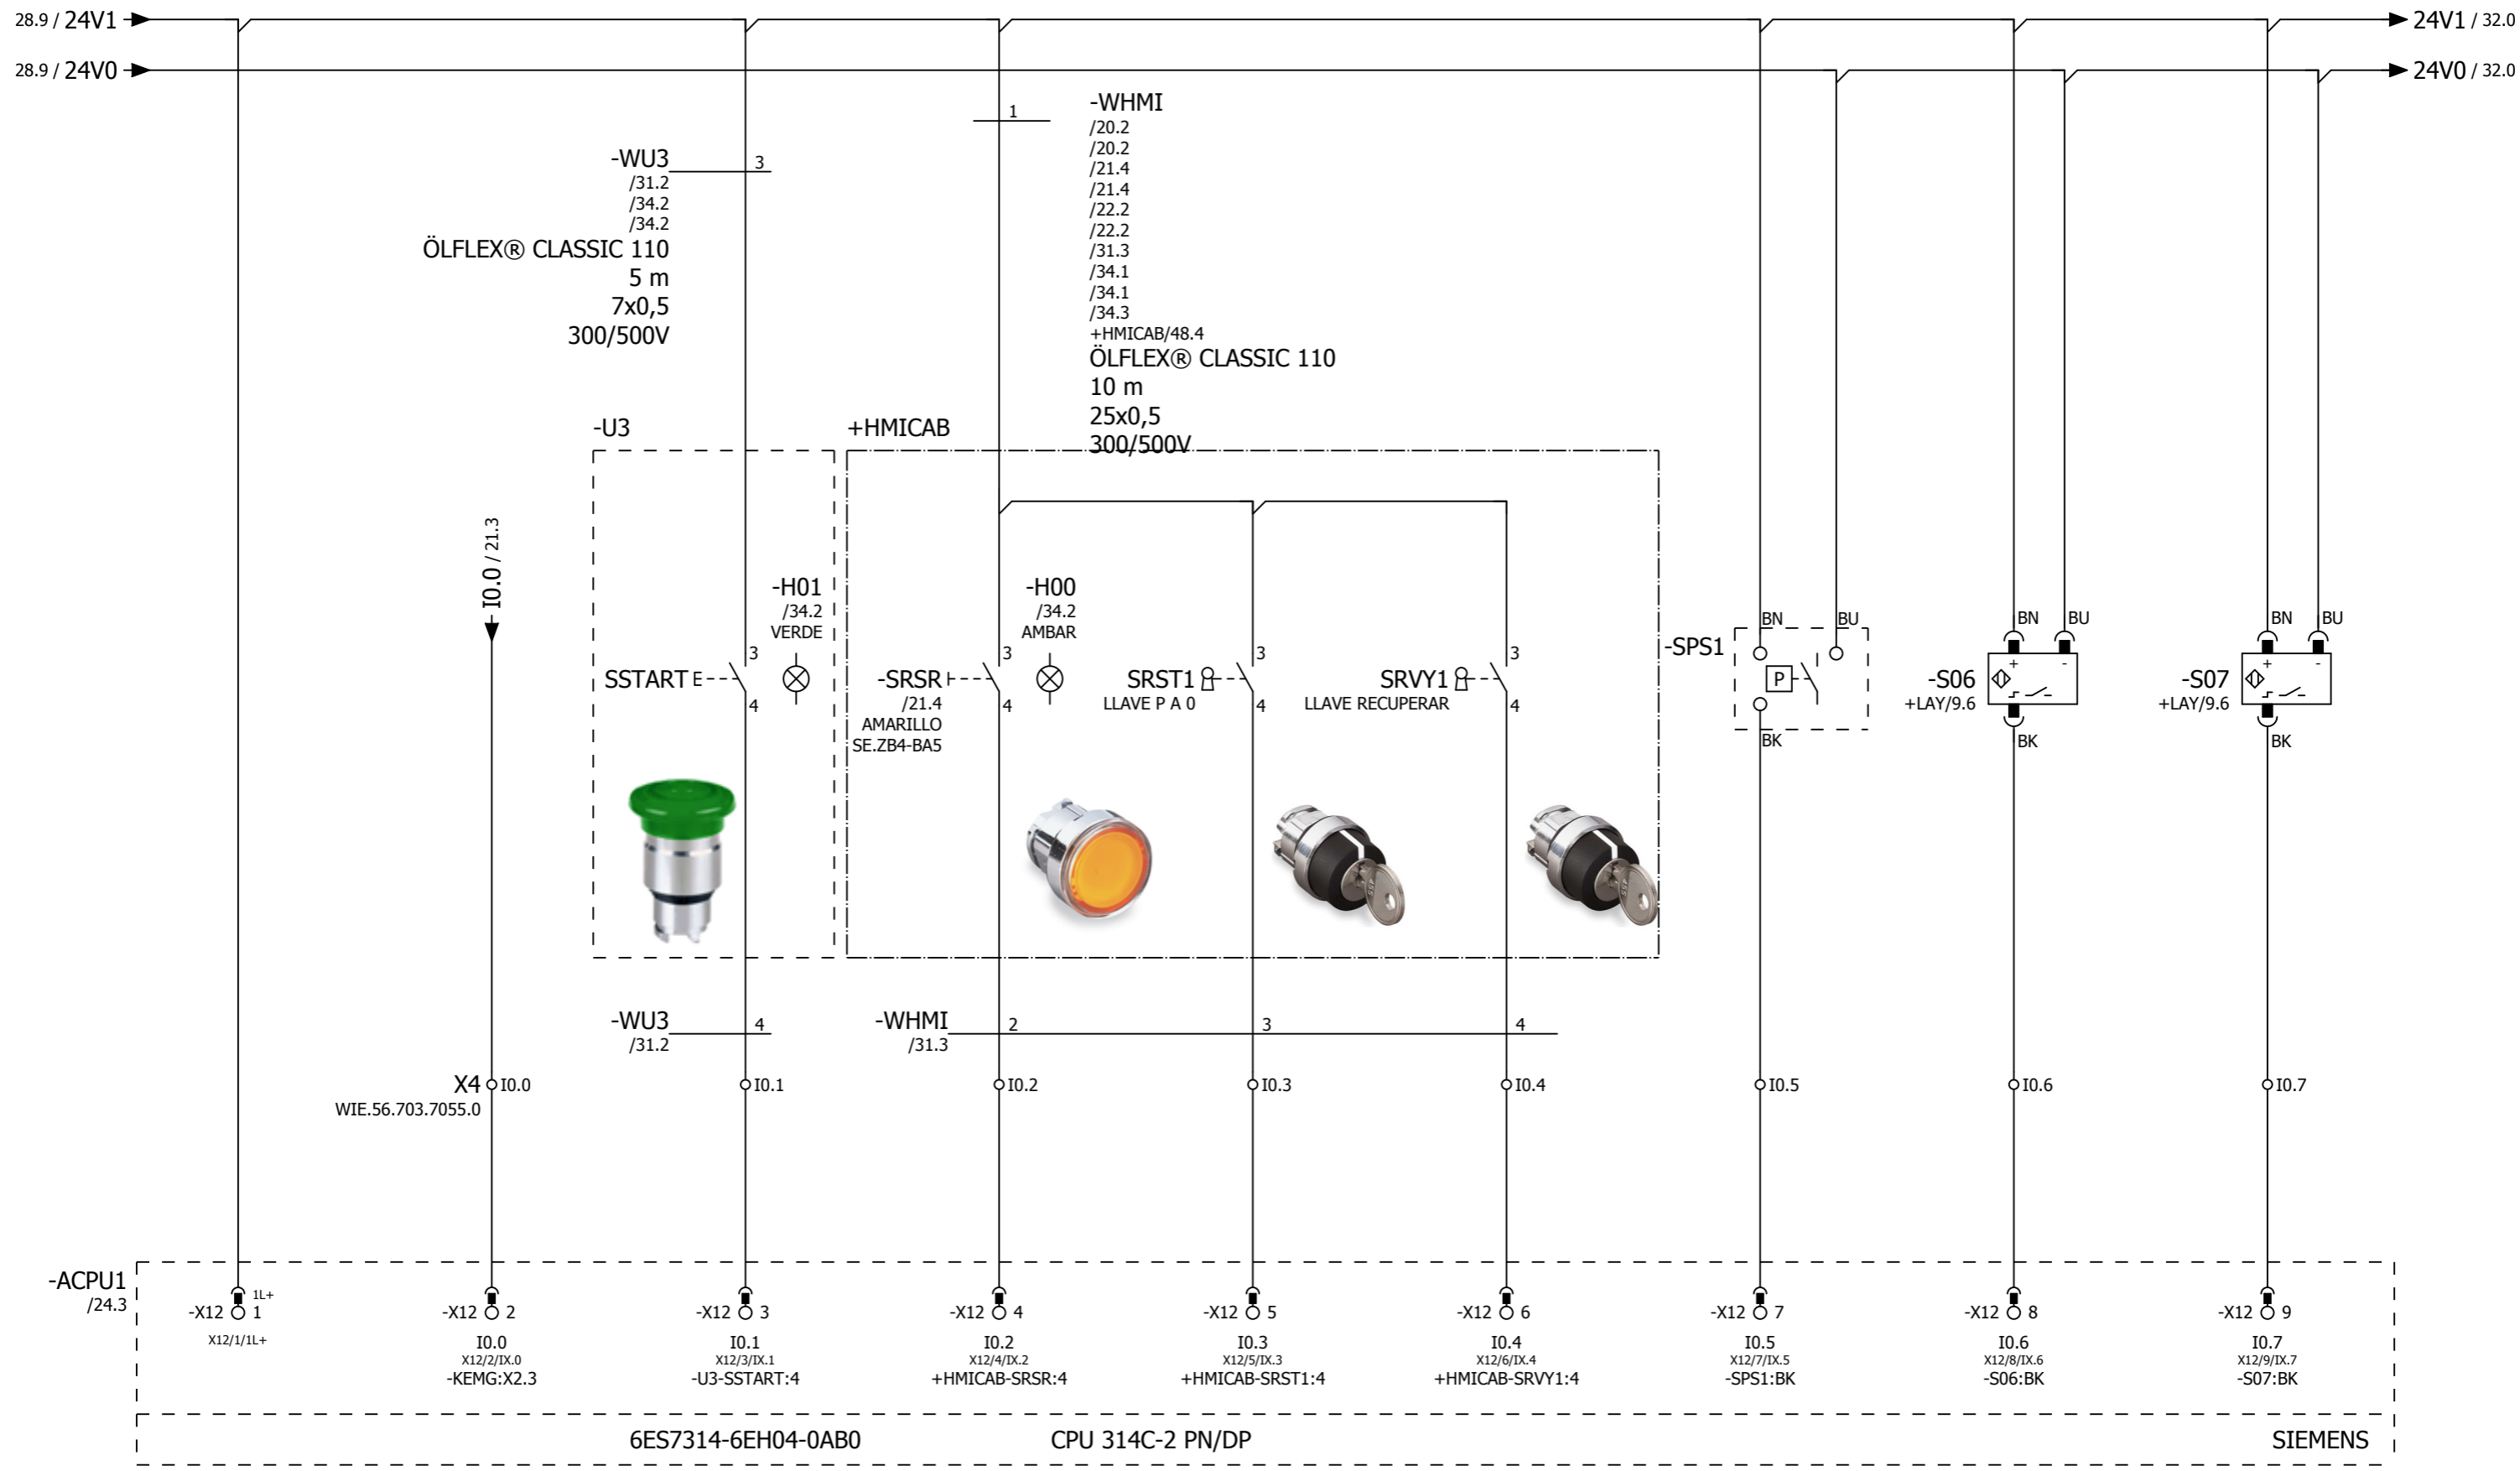 28.9 / 24V1
24V1 / 32.0
28.9 / 24V0
24V0 / 32.0
-WU3
3
/31.2
/34.2
/34.2
ÖLFLEX® CLASSIC 110
5 m
7x0,5
300/500V
1
-WHMI
/20.2
/20.2
/21.4
/21.4
/22.2
/22.2
/31.3
/34.1
/34.1
/34.3
+HMICAB/48.4
ÖLFLEX® CLASSIC 110
10 m
25x0,5
300/500V
-U3
+HMICAB
I0.0 / 21.3
-H01
/34.2
VERDE
SSTART
3
4
-H00
/34.2
AMBAR
-SRSR
/21.4
AMARILLO
SE.ZB4-BA5
3
4
SRST1
LLAVE P A 0
3
4
SRVY1
LLAVE RECUPERAR
3
4
-SPS1
BN
BU
P
BK
-S06
+LAY/9.6
BN
BU
+ -
BK
-S07
+LAY/9.6
BN
BU
+ -
BK
455
455
-WU3
/31.2
4
-WHMI
/31.3
2
3
4
X4 I0.0
WIE.56.703.7055.0
I0.1
I0.2
I0.3
I0.4
I0.5
I0.6
I0.7
-ACPU1
/24.3
-X12 1
1L+
X12/1/1L+
-X12 2
I0.0
X12/2/IX.0
-KEMG:X2.3
-X12 3
I0.1
X12/3/IX.1
-U3-SSTART:4
-X12 4
I0.2
X12/4/IX.2
+HMICAB-SRSR:4
-X12 5
I0.3
X12/5/IX.3
+HMICAB-SRST1:4
-X12 6
I0.4
X12/6/IX.4
+HMICAB-SRVY1:4
-X12 7
I0.5
X12/7/IX.5
-SPS1:BK
-X12 8
I0.6
X12/8/IX.6
-S06:BK
-X12 9
I0.7
X12/9/IX.7
-S07:BK
6ES7314-6EH04-0AB0
CPU 314C-2 PN/DP
SIEMENS